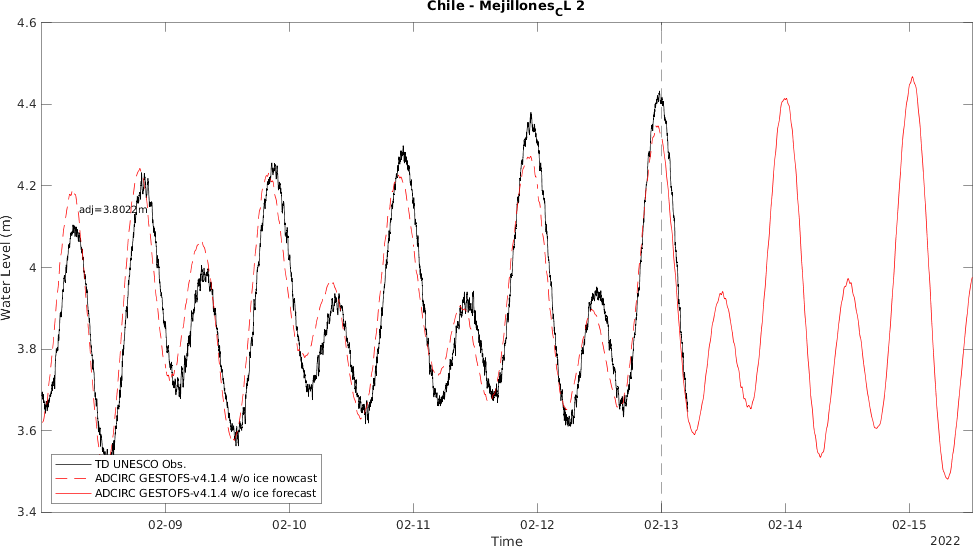 Chile - Mejillones_CL 2
4.6
4.4
4.2
4
3.8
3.6
3.4
Water Level (m)
adj=3.8022m
TD UNESCO Obs.
ADCIRC GESTOFS-v4.1.4 w/o ice nowcast
ADCIRC GESTOFS-v4.1.4 w/o ice forecast
02-09
02-10
02-11
02-12
02-13
02-14
02-15
Time
2022